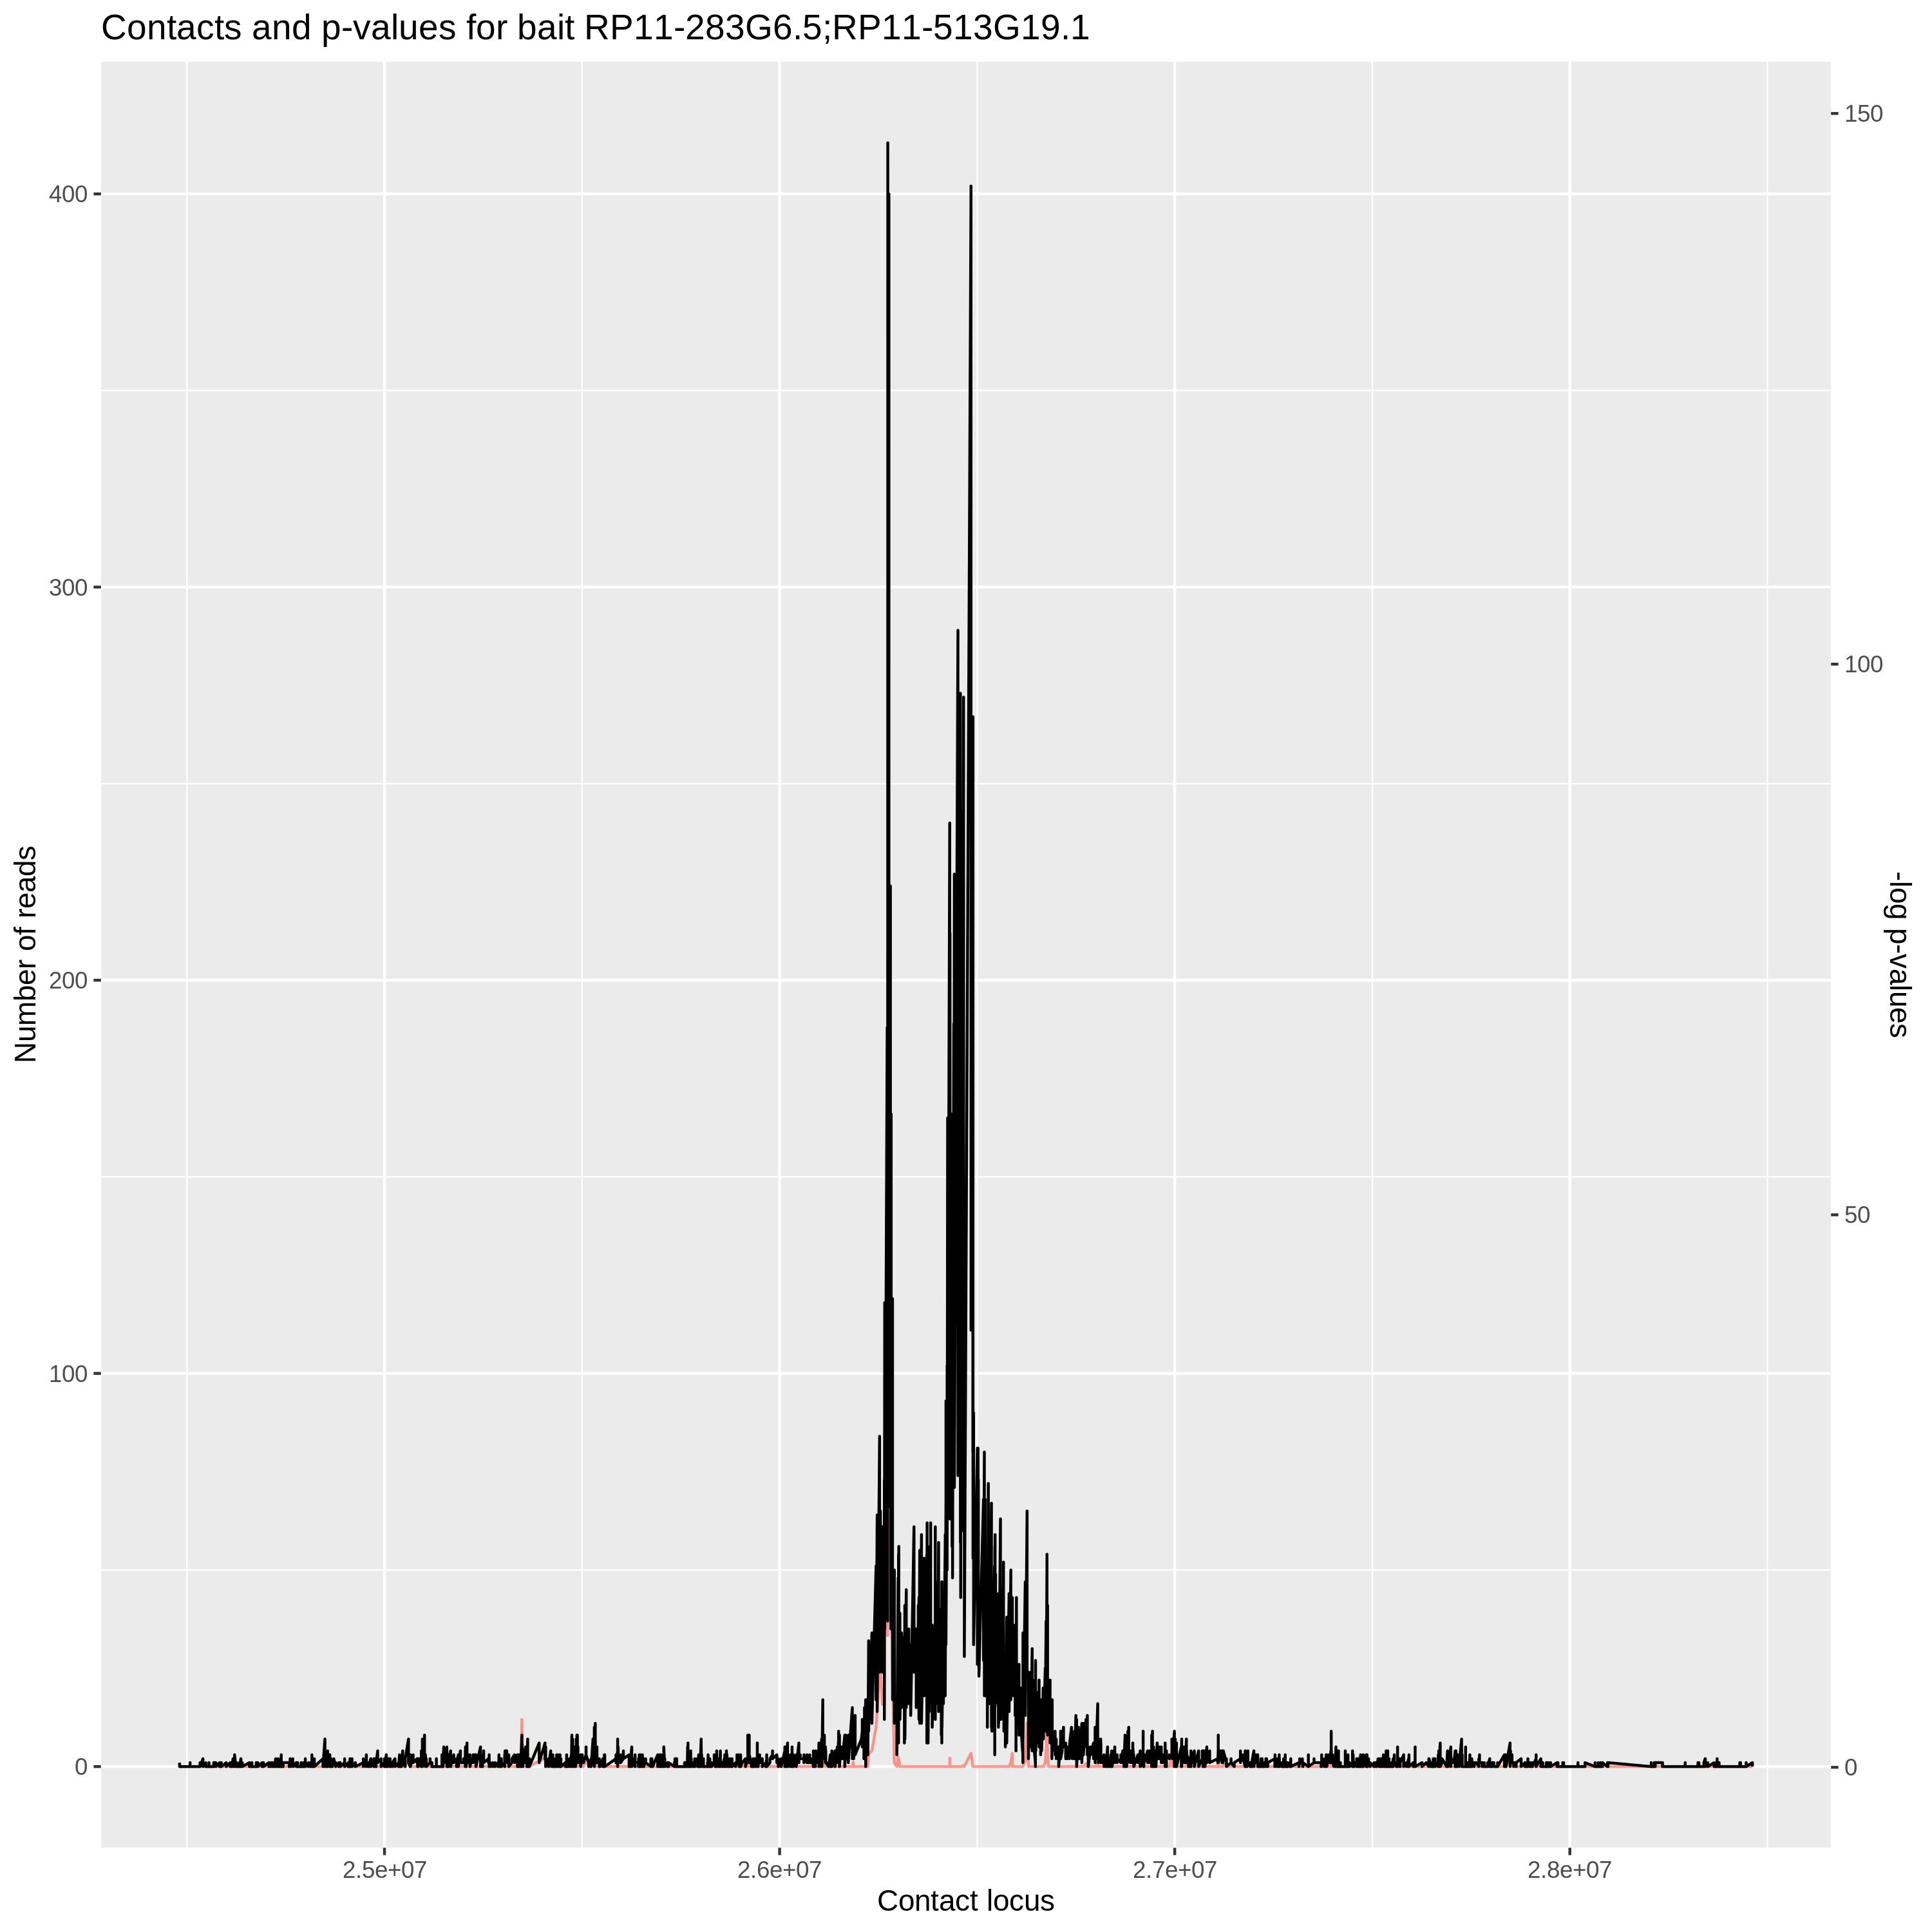 Contacts and p-values for bait RP11-283G6.5;RP11-513G19.1
150
400
300
100
Number of reads
-log p-values
200
50
100
0
0
2.5e+07 2.6e+07 2.7e+07 2.8e+07
Contact locus